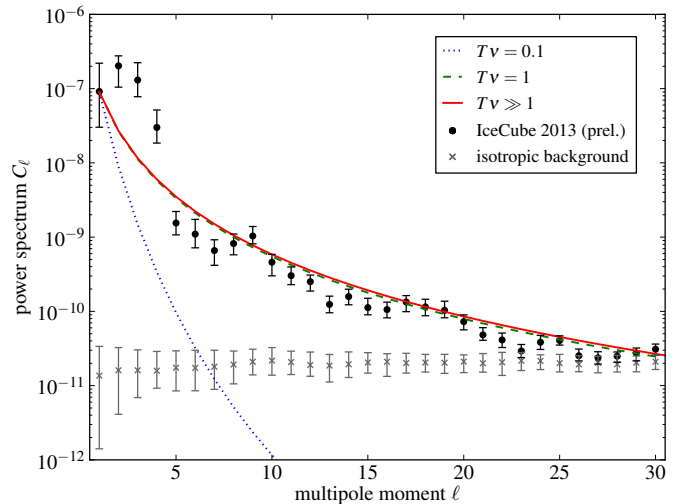 10⁻⁶
10⁻⁷
10⁻⁸
10⁻⁹
10⁻¹⁰
10⁻¹¹
10⁻¹²
power spectrum Cℓ
Tν = 0.1
Tν = 1
Tν ≫ 1
IceCube 2013 (prel.)
isotropic background
5 10 15 20 25 30
multipole moment ℓ